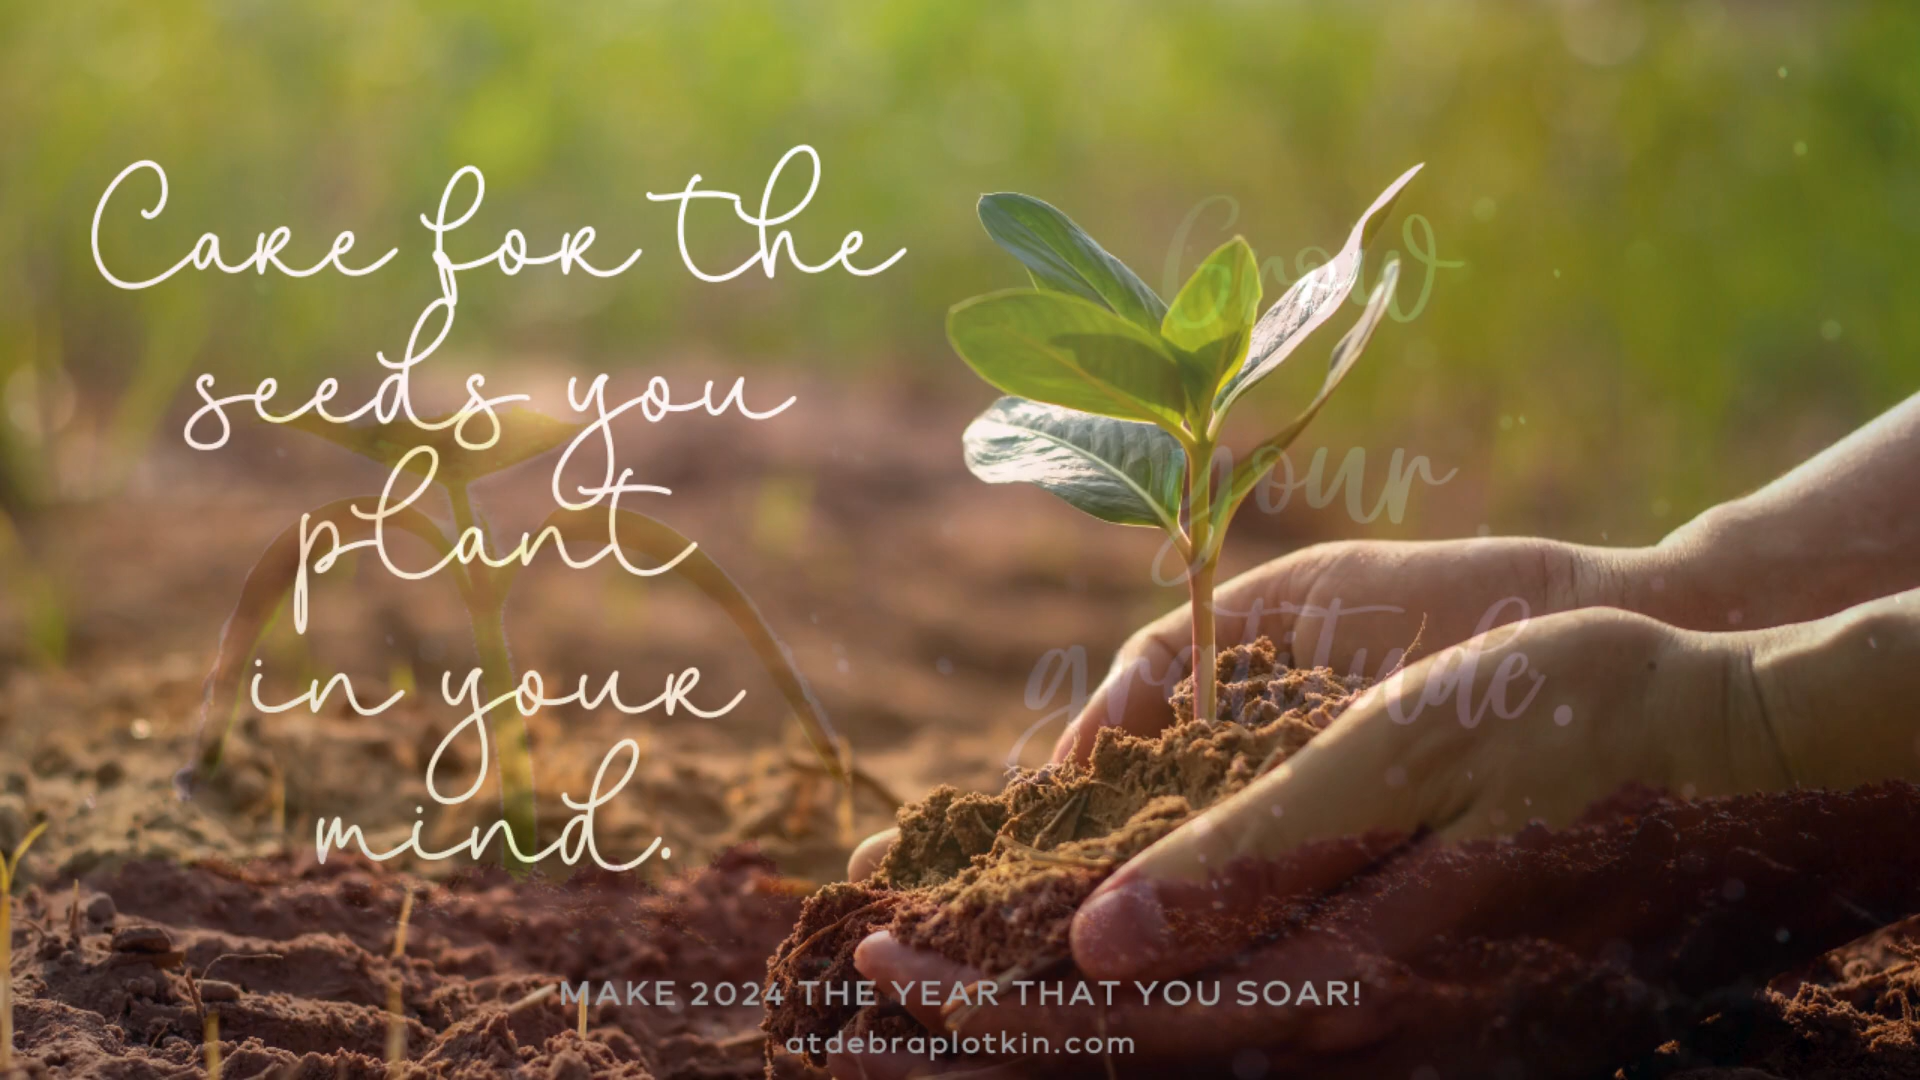 Care for the
seeds you
plant
in your
mind.
Grow
your
gratitude.
MAKE 2024 THE YEAR THAT YOU SOAR!
atdebraplotkin.com